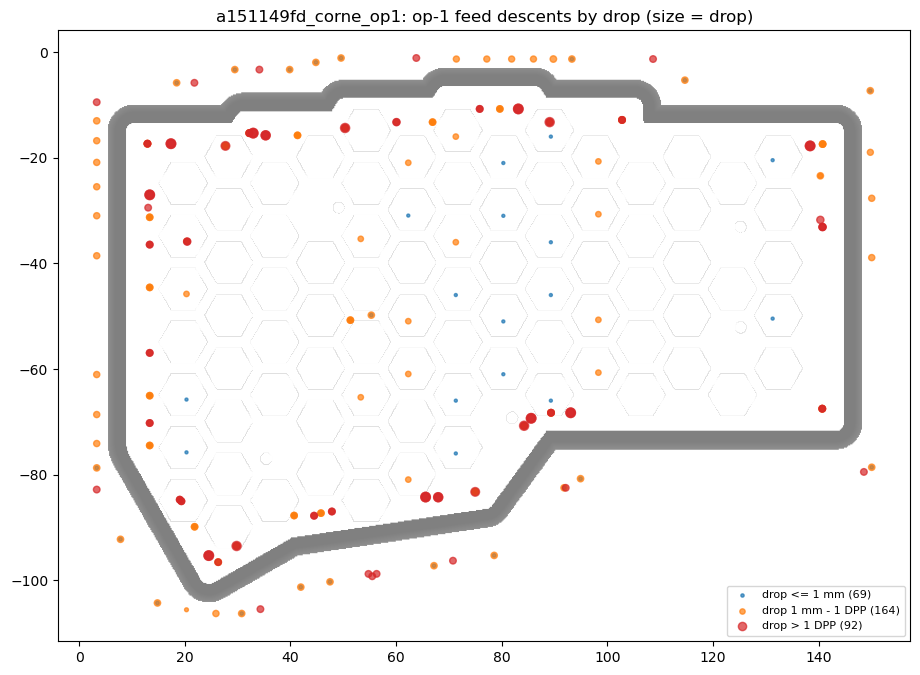 a151149fd_corne_op1: op-1 feed descents by drop (size = drop)
0
−20
−40
−60
−80
−100
0 20 40 60 80 100 120 140
drop <= 1 mm (69)
drop 1 mm - 1 DPP (164)
drop > 1 DPP (92)